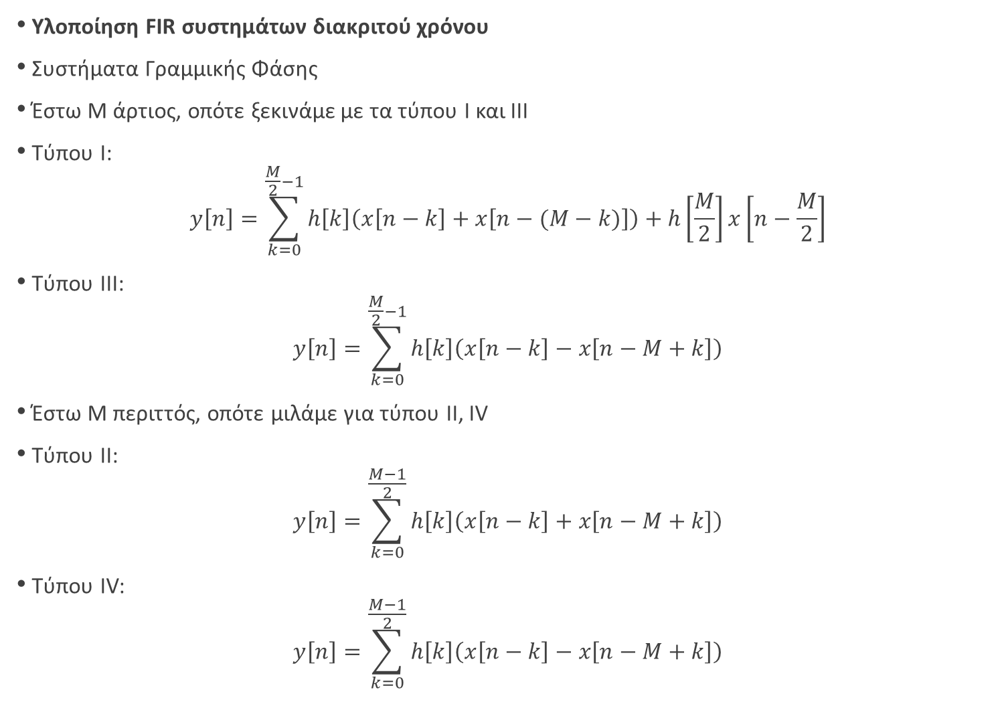 • Υλοποίηση FIR συστημάτων διακριτού χρόνου
• Συστήματα Γραμμικής Φάσης
• Έστω Μ άρτιος, οπότε ξεκινάμε με τα τύπου Ι και ΙΙΙ
• Τύπου Ι:
$y[n] = \sum_{k=0}^{\frac{M}{2}-1} h[k](x[n-k] + x[n-(M-k)]) + h\left[\frac{M}{2}\right] x\left[n-\frac{M}{2}\right]$
• Τύπου ΙΙΙ:
$y[n] = \sum_{k=0}^{\frac{M}{2}-1} h[k](x[n-k] - x[n-M+k])$
• Έστω Μ περιττός, οπότε μιλάμε για τύπου ΙΙ, IV
• Τύπου ΙΙ:
$y[n] = \sum_{k=0}^{\frac{M-1}{2}} h[k](x[n-k] + x[n-M+k])$
• Τύπου IV:
$y[n] = \sum_{k=0}^{\frac{M-1}{2}} h[k](x[n-k] - x[n-M+k])$